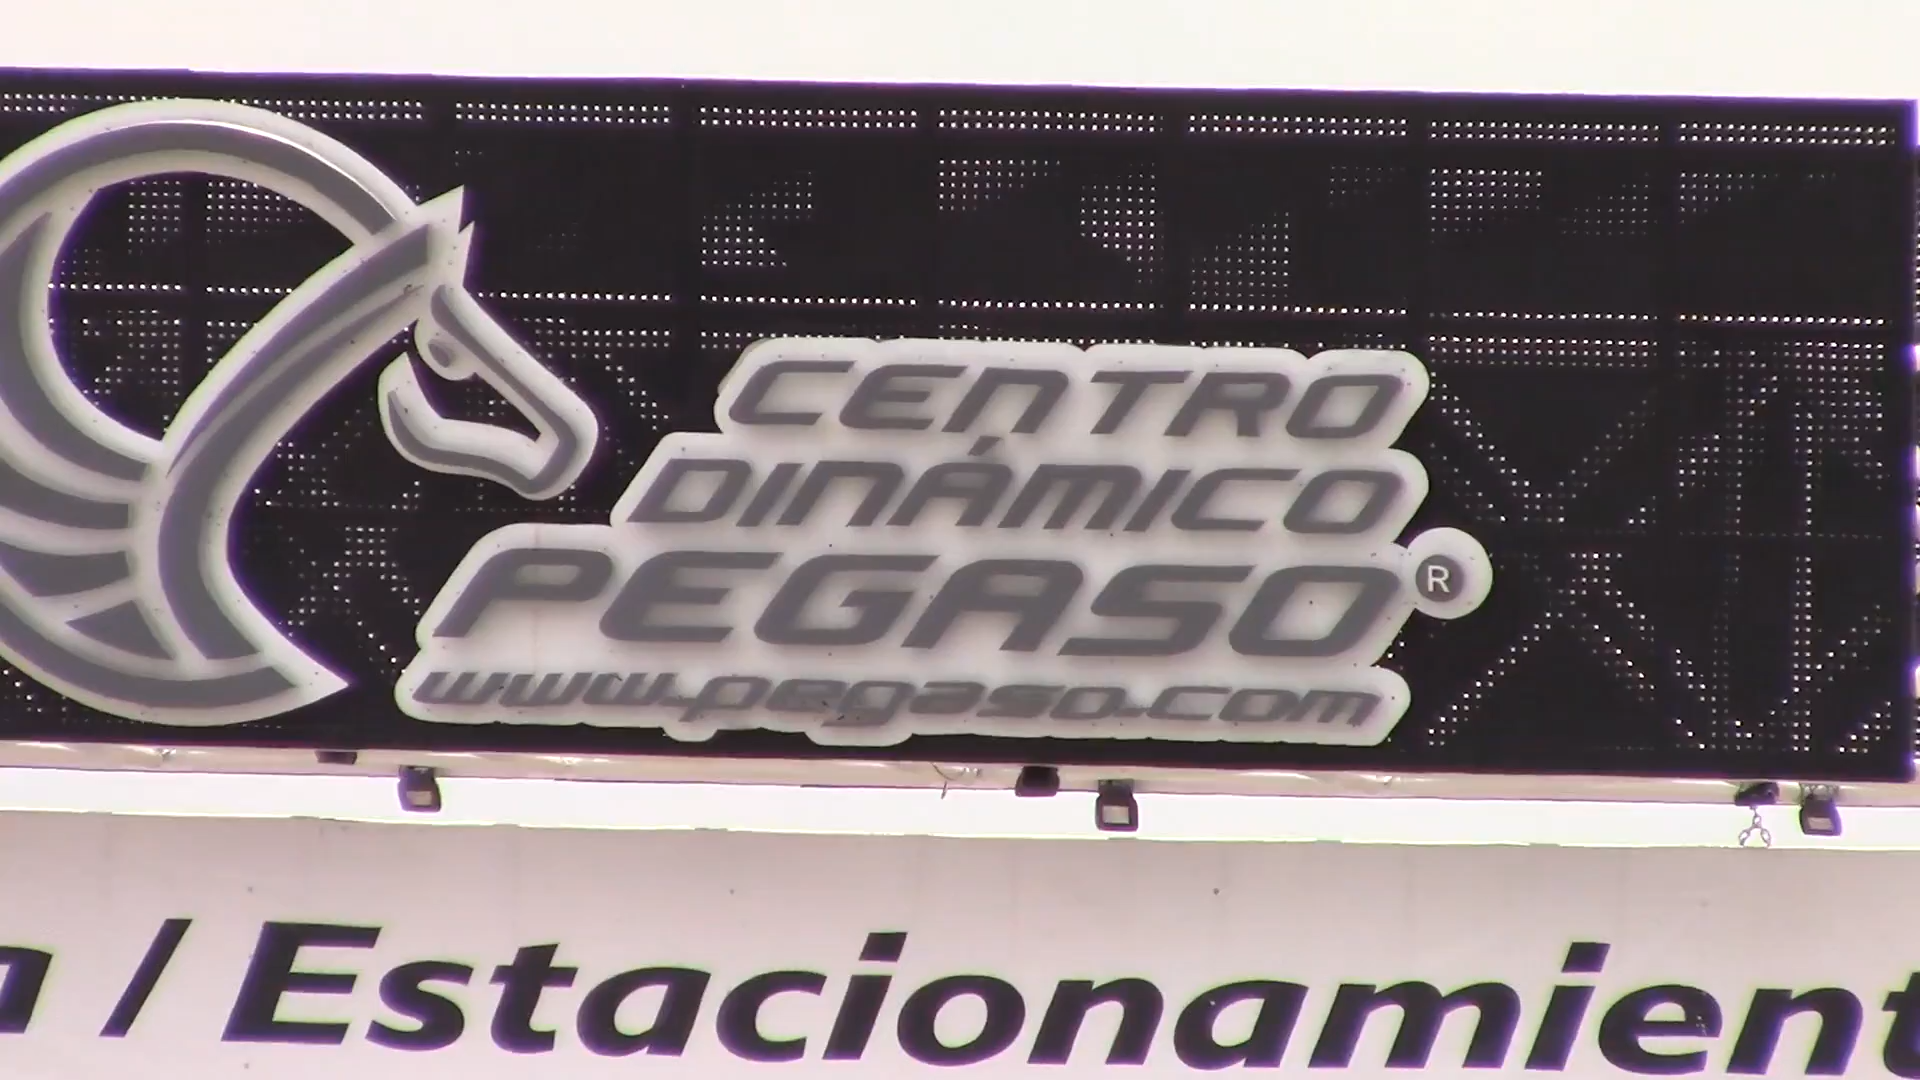 CENTRO
DINÁMICO
PEGASO®
www.pegaso.com
/ Estacionamient